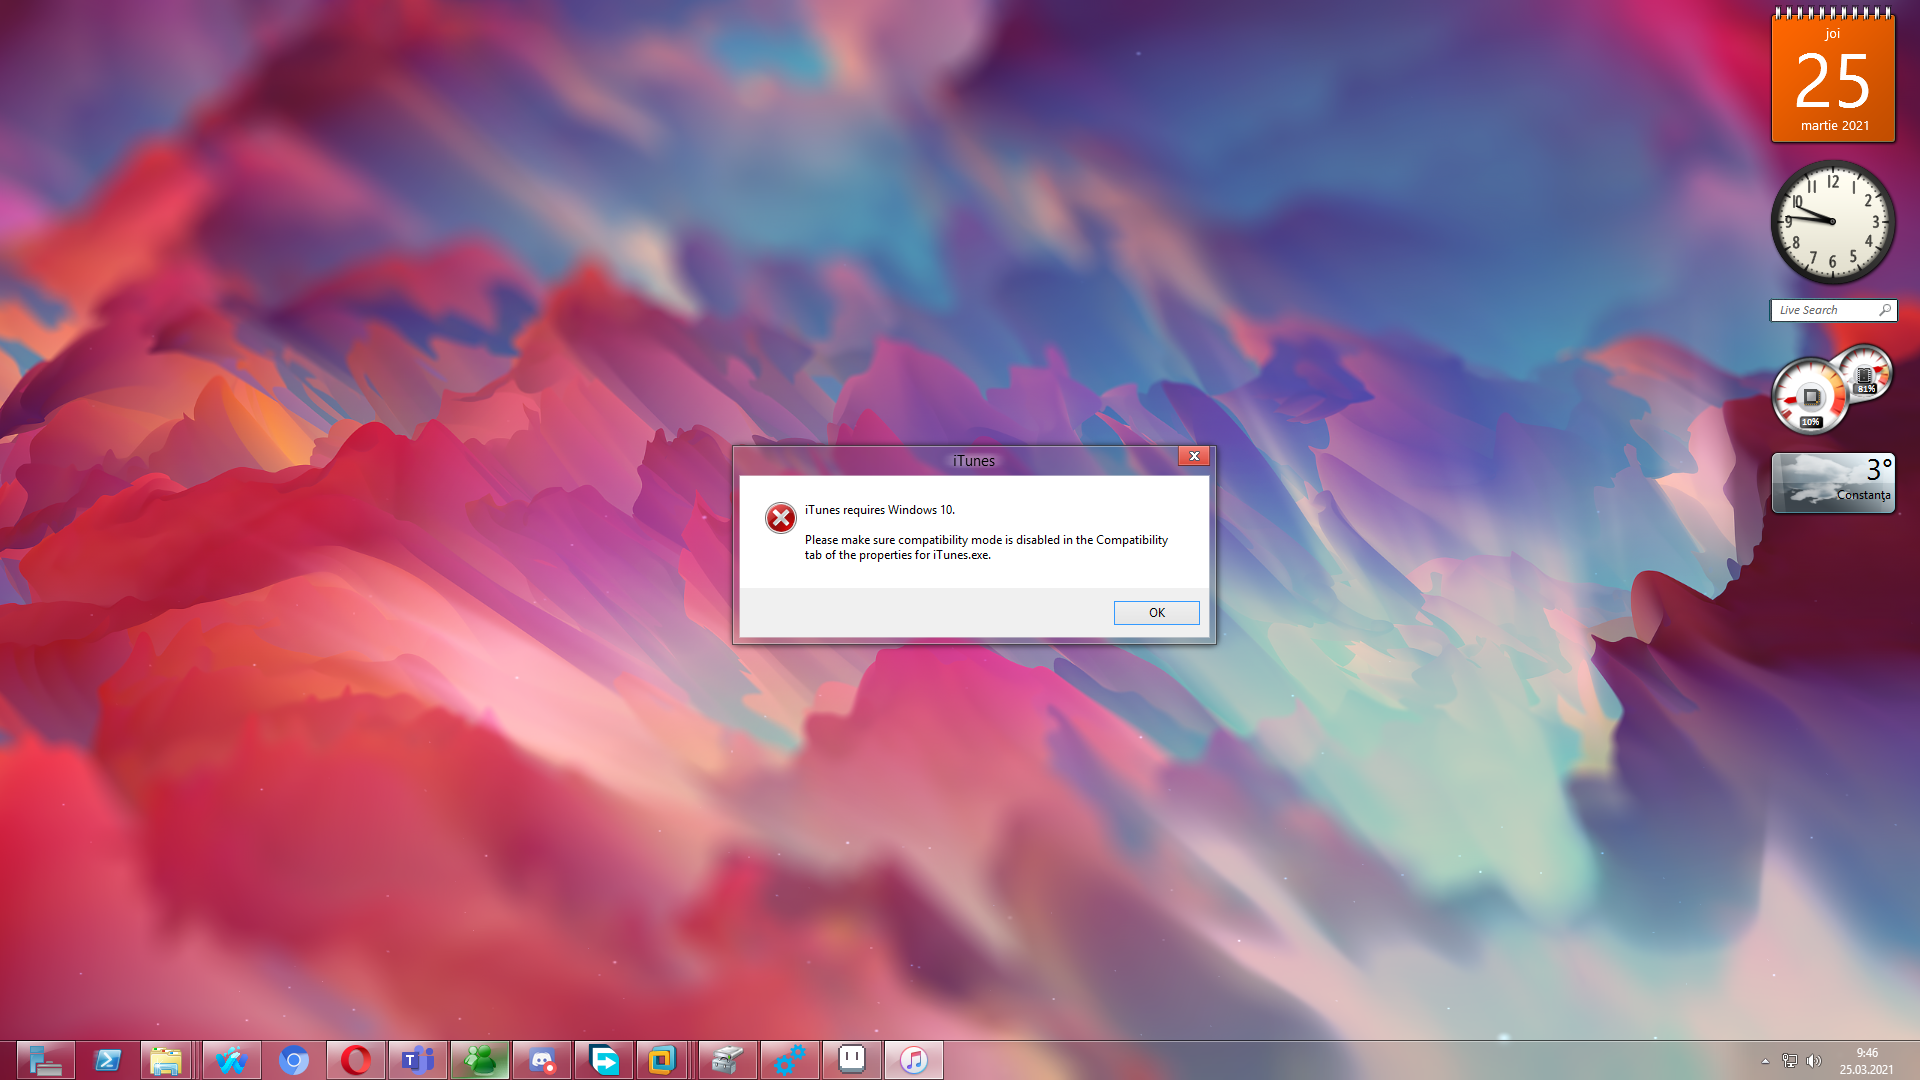 joi
25
martie 2021
12
1
2
3
4
5
6
7
8
9
10
11
Live Search
81%
10%
3°
Constanţa
iTunes
iTunes requires Windows 10.
Please make sure compatibility mode is disabled in the Compatibility
tab of the properties for iTunes.exe.
OK
9:46
25.03.2021